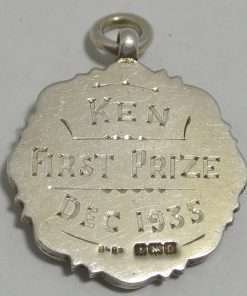 KEN
FIRST PRIZE
DEC 1935